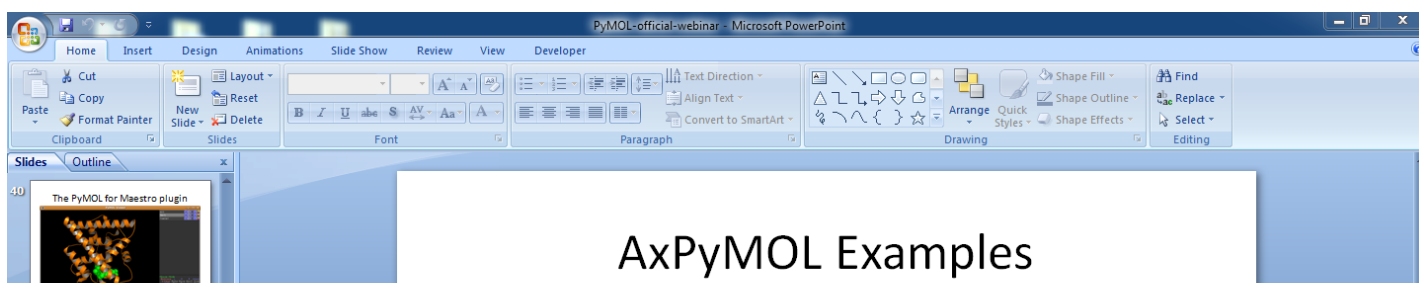 PyMOL-official-webinar - Microsoft PowerPoint
Home Insert Design Animations Slide Show Review View Developer
Cut
Copy
Format Painter
Paste
Clipboard
New Slide
Layout
Reset
Delete
Slides
B I U abe S AV Aa A
Font
Text Direction
Align Text
Convert to SmartArt
Paragraph
Arrange
Quick Styles
Shape Fill
Shape Outline
Shape Effects
Drawing
Find
Replace
Select
Editing
Slides Outline x
40
The PyMOL for Maestro plugin
AxPyMOL Examples